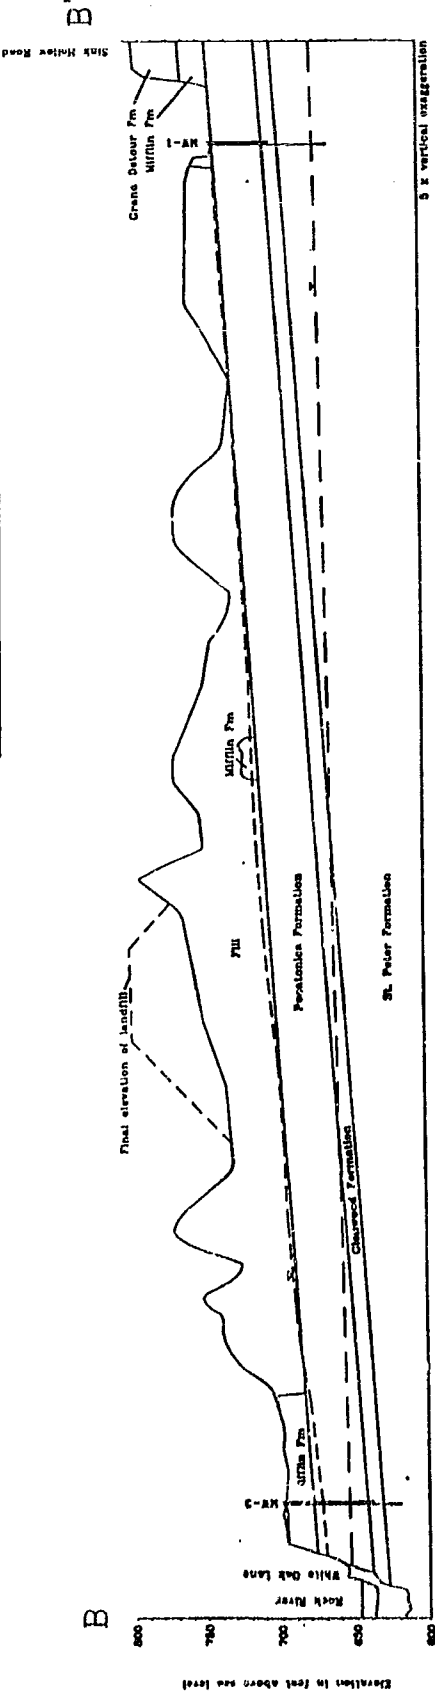 B
B'
Sink Hollow Road
Grand Detour Fm
Mifflin Fm
MW-1
5 x vertical exaggeration
Mifflin Fm
Fill
Pecatonica Formation
St. Peter Formation
Final elevation of landfill
Glenwood Formation
Mifflin Fm
MW-3
White Oak Lane
Rock River
800
750
700
650
600
Elevation in feet above sea level